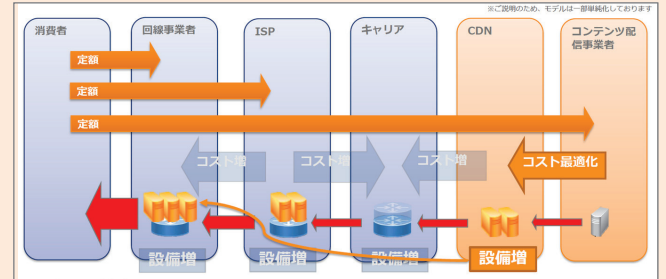 ※ご説明のため、モデルは一部単純化しております
消費者
回線事業者
ISP
キャリア
CDN
コンテンツ配
信事業者
定額
定額
定額
コスト増
コスト増
コスト増
コスト最適化
設備増
設備増
設備増
設備増